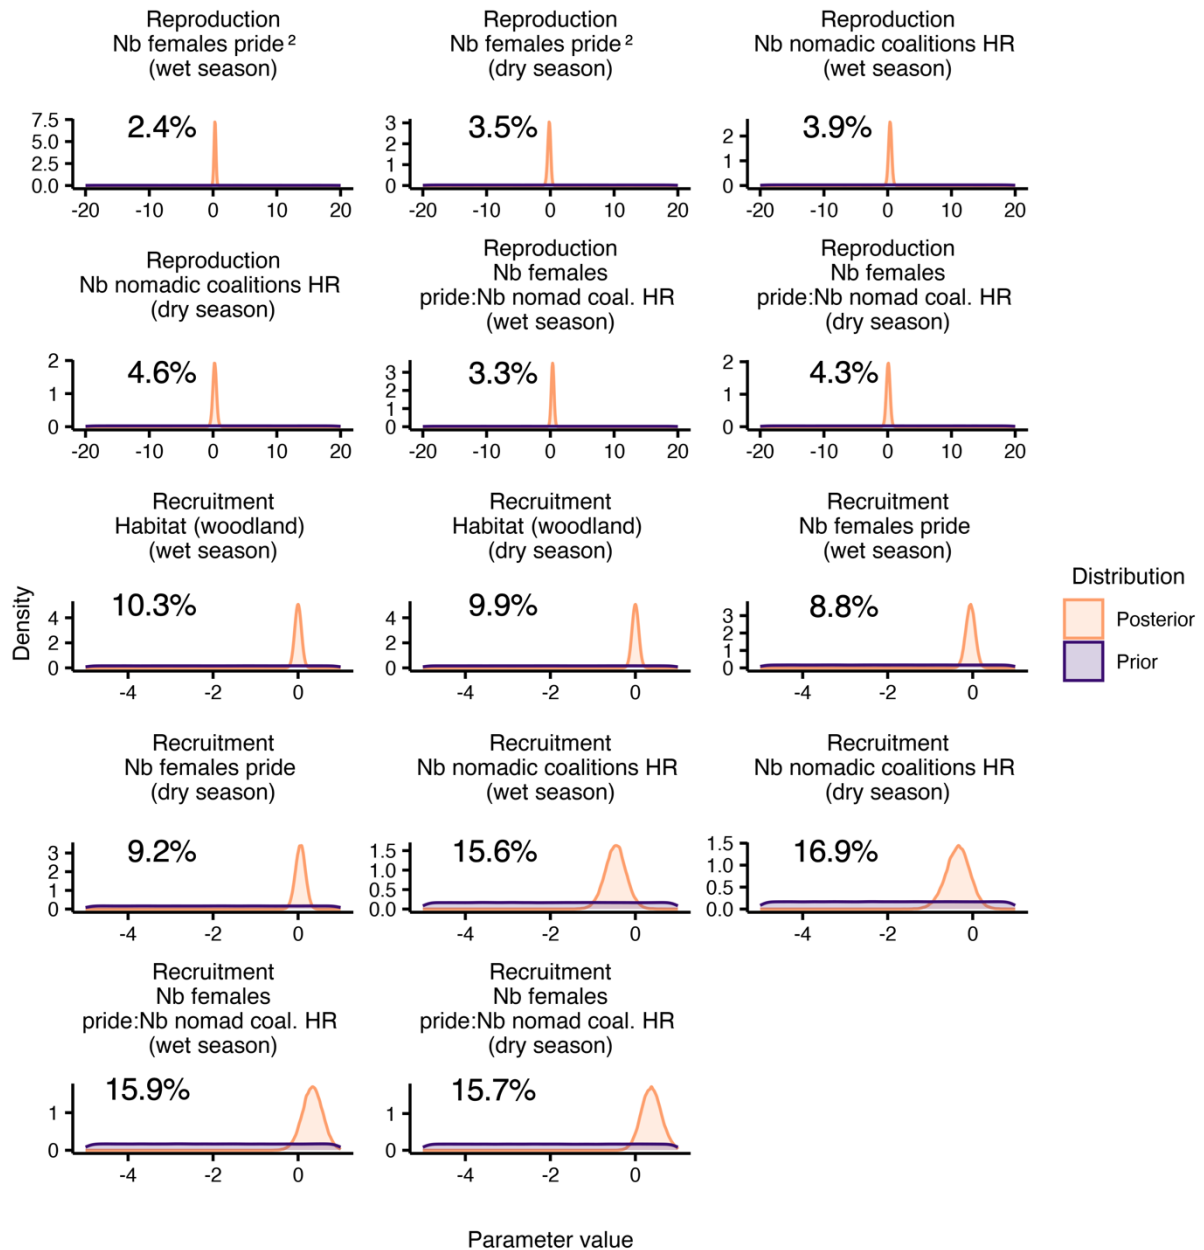 Reproduction
Nb females pride²
(wet season)
Reproduction
Nb females pride²
(dry season)
Reproduction
Nb nomadic coalitions HR
(wet season)
7.5
5.0
2.5
0.0
2.4%
-20 -10 0 10 20
3
2
1
0
3.5%
-20 -10 0 10 20
2
1
0
3.9%
-20 -10 0 10 20
Reproduction
Nb nomadic coalitions HR
(dry season)
Reproduction
Nb females
pride:Nb nomad coal. HR
(wet season)
Reproduction
Nb females
pride:Nb nomad coal. HR
(dry season)
2
1
0
4.6%
-20 -10 0 10 20
3
2
1
0
3.3%
-20 -10 0 10 20
2
1
0
4.3%
-20 -10 0 10 20
Recruitment
Habitat (woodland)
(wet season)
Recruitment
Habitat (woodland)
(dry season)
Recruitment
Nb females pride
(wet season)
4
2
0
10.3%
-4 -2 0
4
2
0
9.9%
-4 -2 0
3
2
1
0
8.8%
-4 -2 0
Recruitment
Nb females pride
(dry season)
Recruitment
Nb nomadic coalitions HR
(wet season)
Recruitment
Nb nomadic coalitions HR
(dry season)
3
2
1
0
9.2%
-4 -2 0
1.5
1.0
0.5
0.0
15.6%
-4 -2 0
1.5
1.0
0.5
0.0
16.9%
-4 -2 0
Recruitment
Nb females
pride:Nb nomad coal. HR
(wet season)
Recruitment
Nb females
pride:Nb nomad coal. HR
(dry season)
1
0
15.9%
-4 -2 0
1
0
15.7%
-4 -2 0
Density
Parameter value
Distribution
Posterior
Prior